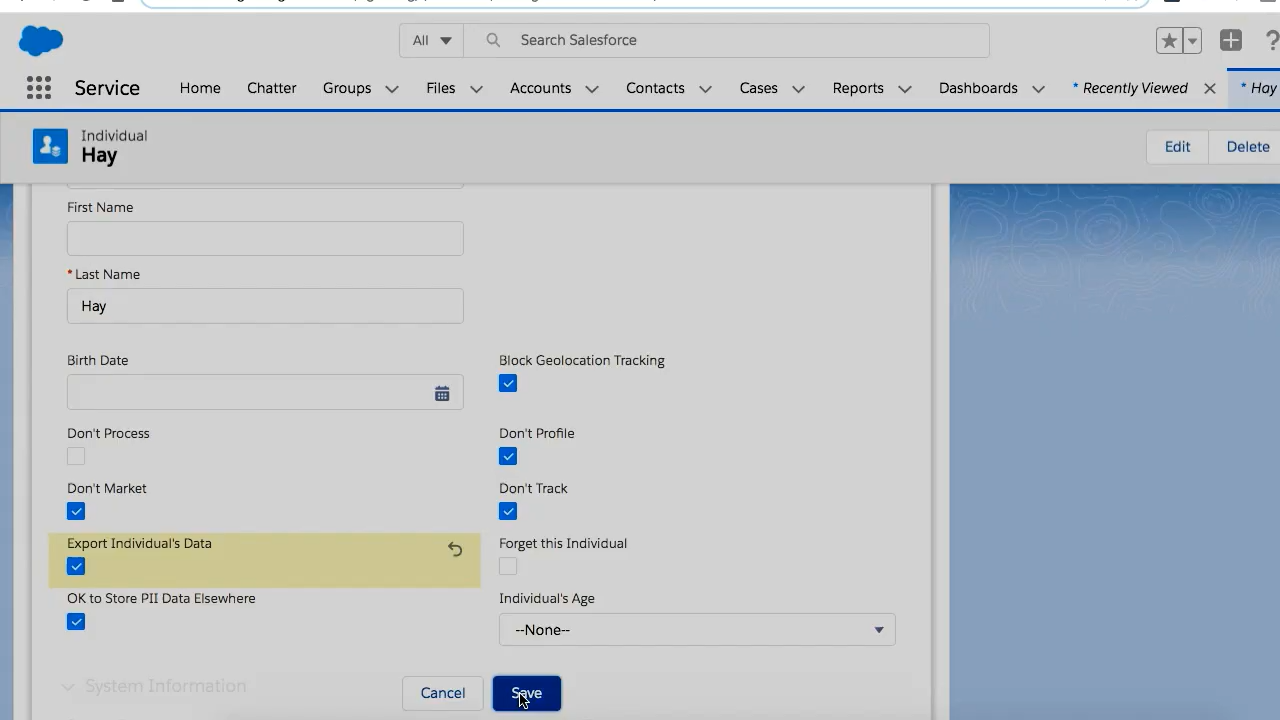 All
Search Salesforce
?
Service
Home
Chatter
Groups
Files
Accounts
Contacts
Cases
Reports
Dashboards
* Recently Viewed
* Hay
Individual
Hay
Edit
Delete
First Name
* Last Name
Hay
Birth Date
Block Geolocation Tracking
Don't Process
Don't Profile
Don't Market
Don't Track
Export Individual's Data
Forget this Individual
OK to Store PII Data Elsewhere
Individual's Age
--None--
System Information
Cancel
Save